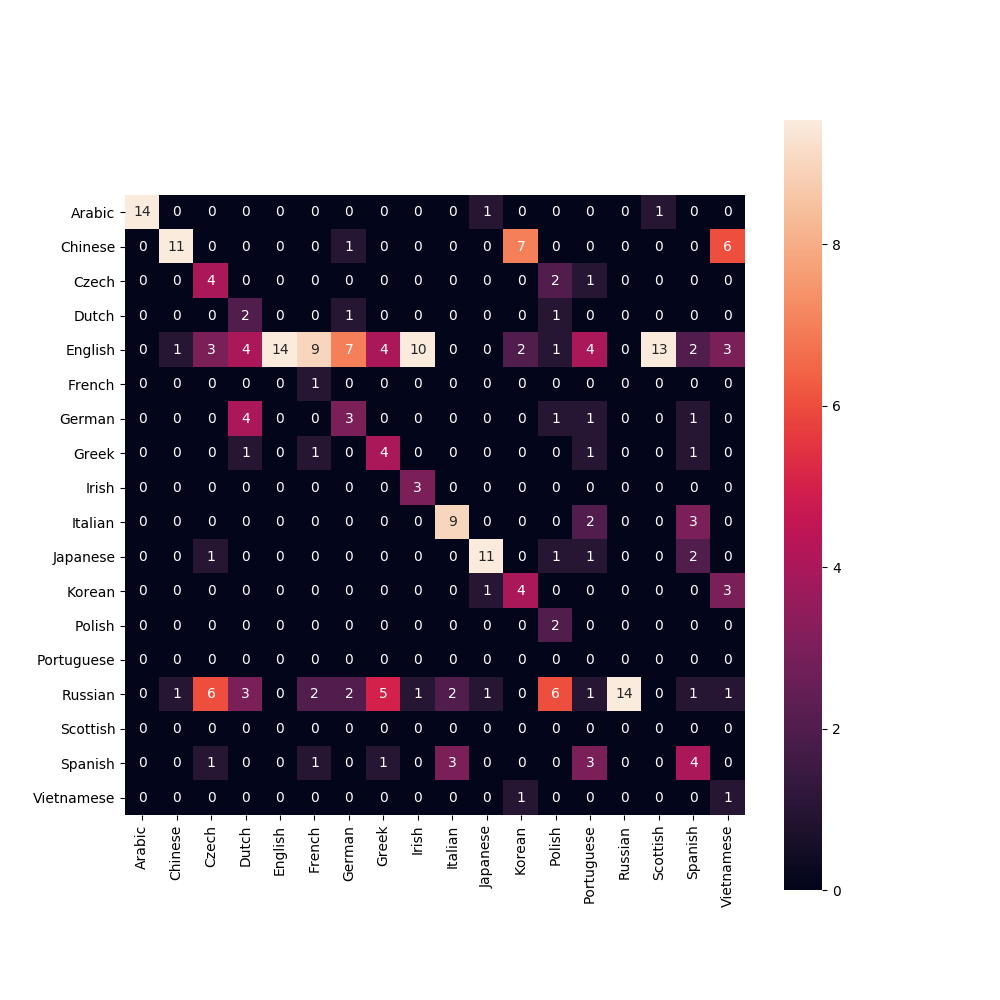 Arabic 14 0 0 0 0 0 0 0 0 0 1 0 0 0 0 1 0 0
Chinese 0 11 0 0 0 0 1 0 0 0 0 7 0 0 0 0 0 6
Czech 0 0 4 0 0 0 0 0 0 0 0 0 2 1 0 0 0 0
Dutch 0 0 0 2 0 0 1 0 0 0 0 0 1 0 0 0 0 0
English 0 1 3 4 14 9 7 4 10 0 0 2 1 4 0 13 2 3
French 0 0 0 0 0 1 0 0 0 0 0 0 0 0 0 0 0 0
German 0 0 0 4 0 0 3 0 0 0 0 0 1 1 0 0 1 0
Greek 0 0 0 1 0 1 0 4 0 0 0 0 0 1 0 0 1 0
Irish 0 0 0 0 0 0 0 0 3 0 0 0 0 0 0 0 0 0
Italian 0 0 0 0 0 0 0 0 0 9 0 0 0 2 0 0 3 0
Japanese 0 0 1 0 0 0 0 0 0 0 11 0 1 1 0 0 2 0
Korean 0 0 0 0 0 0 0 0 0 0 1 4 0 0 0 0 0 3
Polish 0 0 0 0 0 0 0 0 0 0 0 0 2 0 0 0 0 0
Portuguese 0 0 0 0 0 0 0 0 0 0 0 0 0 0 0 0 0 0
Russian 0 1 6 3 0 2 2 5 1 2 1 0 6 1 14 0 1 1
Scottish 0 0 0 0 0 0 0 0 0 0 0 0 0 0 0 0 0 0
Spanish 0 0 1 0 0 1 0 1 0 3 0 0 0 3 0 0 4 0
Vietnamese 0 0 0 0 0 0 0 0 0 0 0 1 0 0 0 0 0 1
Arabic Chinese Czech Dutch English French German Greek Irish Italian Japanese Korean Polish Portuguese Russian Scottish Spanish Vietnamese
8
6
4
2
0